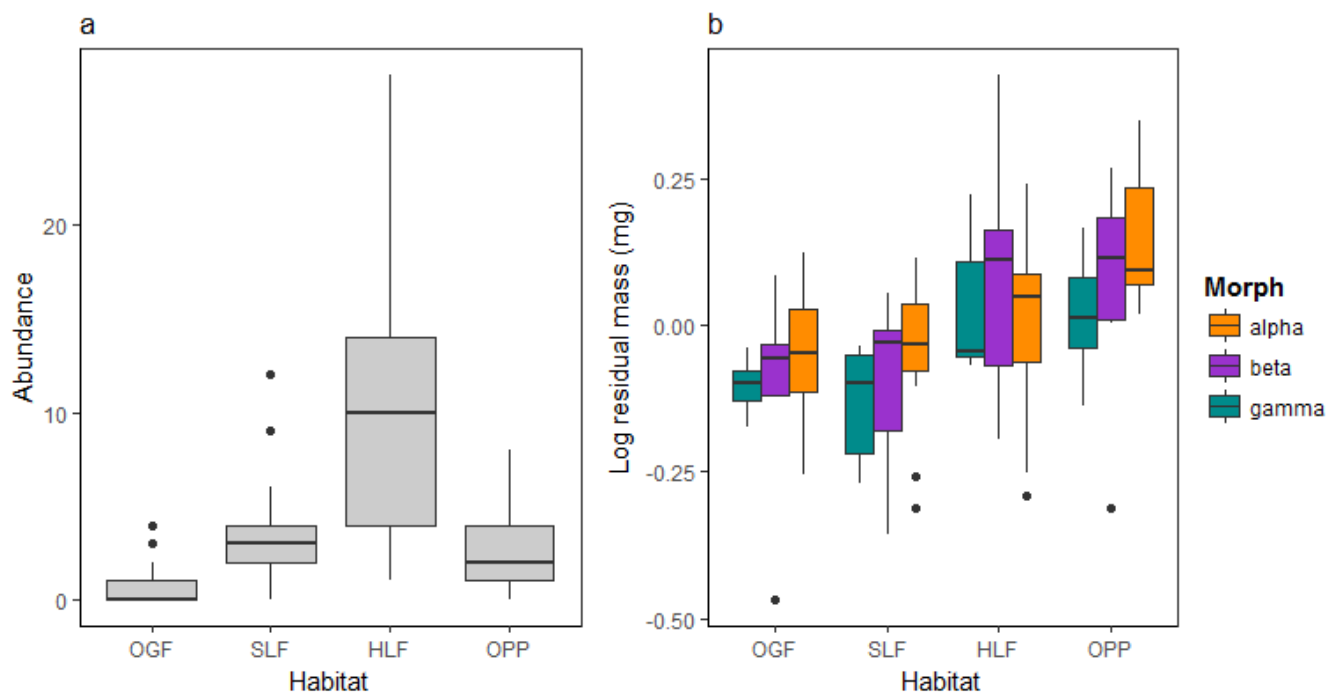 a
20
10
0
Abundance
OGF SLF HLF OPP
Habitat
b
0.25
0.00
-0.25
-0.50
Log residual mass (mg)
OGF SLF HLF OPP
Habitat
Morph
alpha
beta
gamma